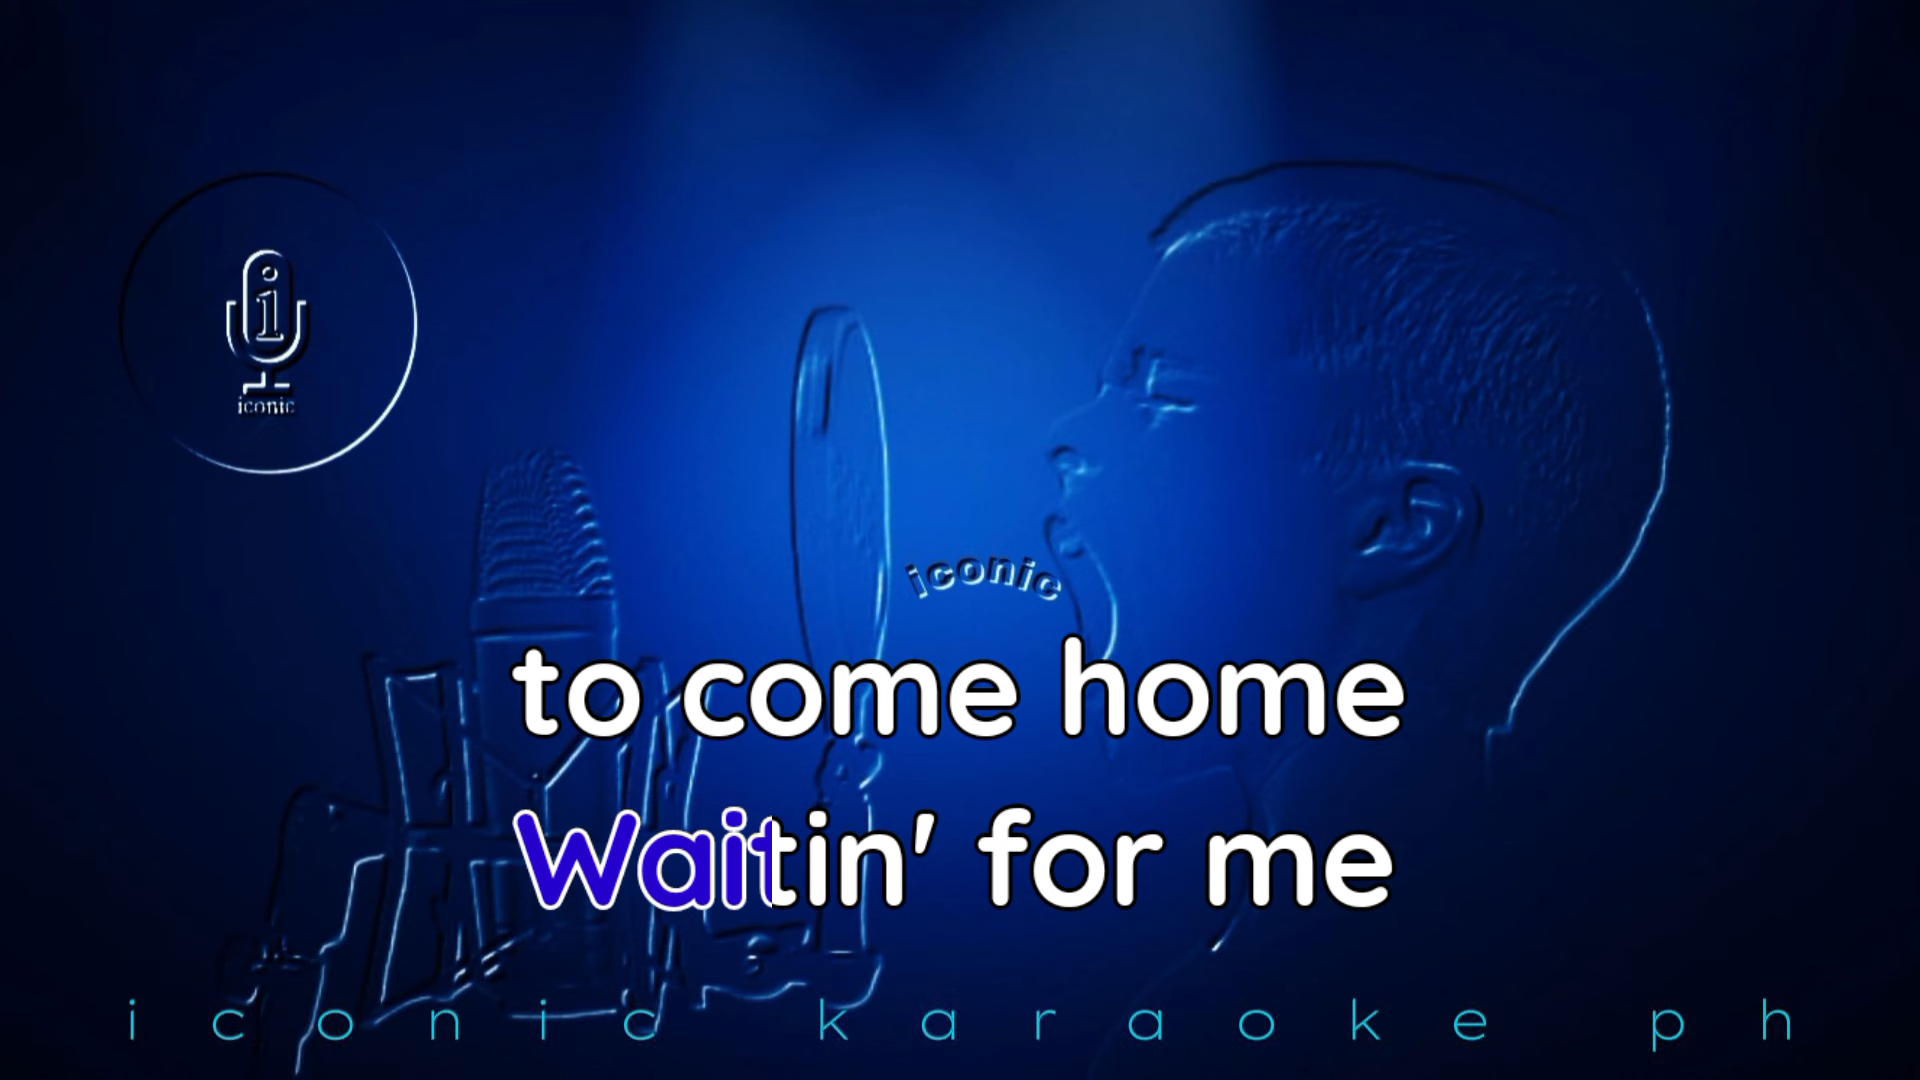 i
iconic
iconic
to come home
Waitin' for me
iconic karaoke ph